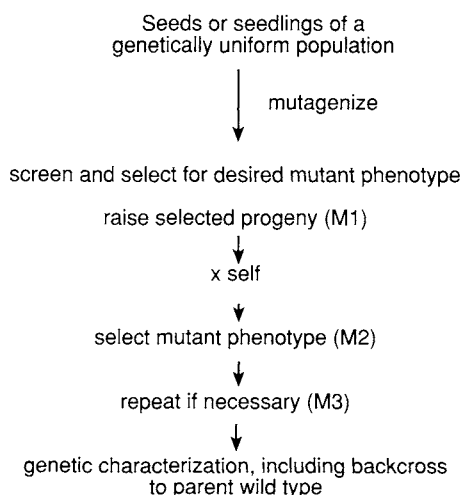 Seeds or seedlings of a
genetically uniform population
mutagenize
screen and select for desired mutant phenotype
raise selected progeny (M1)
x self
select mutant phenotype (M2)
repeat if necessary (M3)
genetic characterization, including backcross
to parent wild type